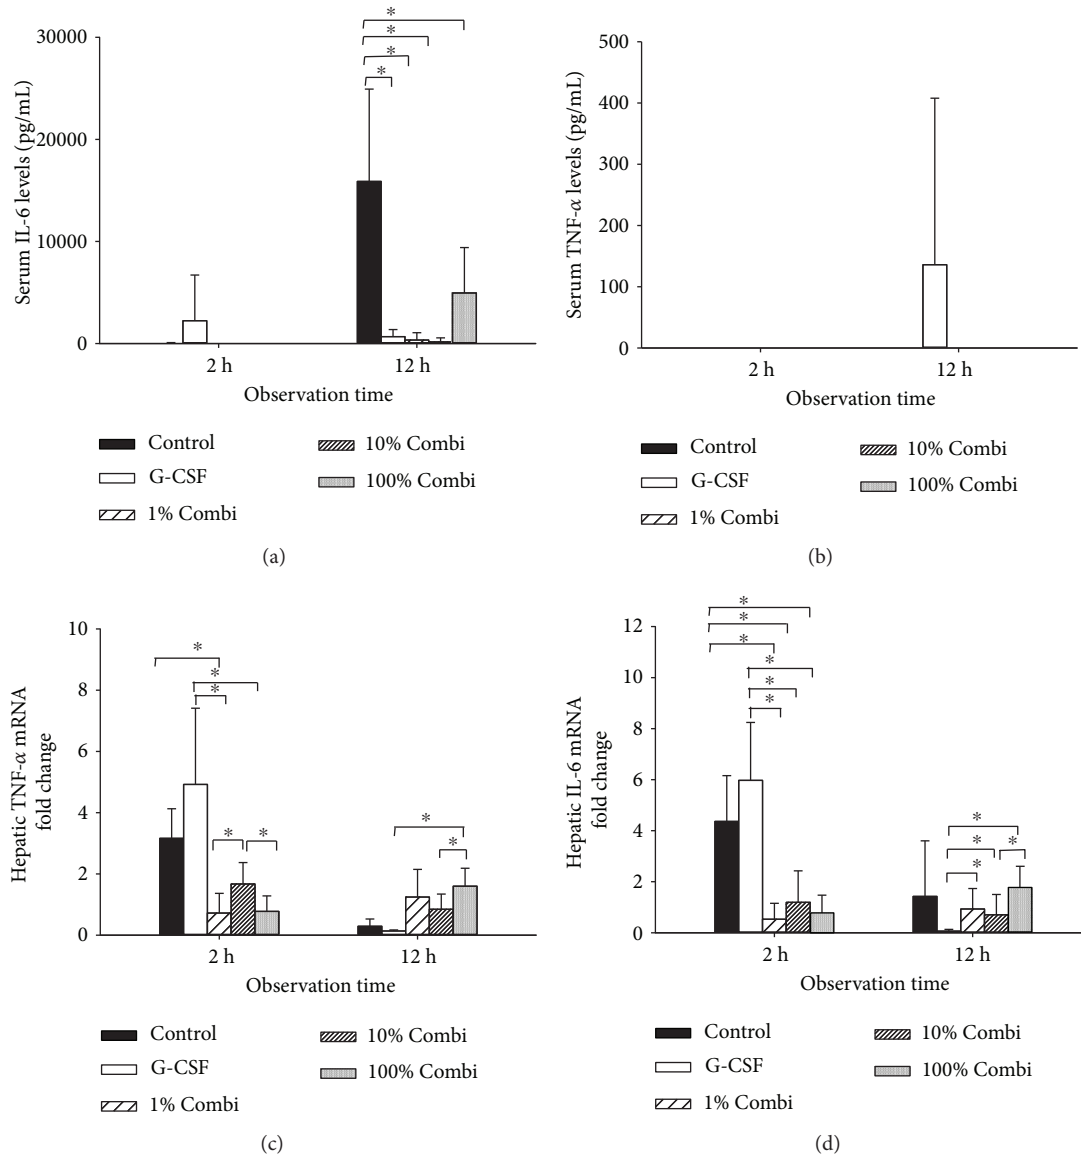 *
*
*
*
30000
20000
10000
0
Serum IL-6 levels (pg/mL)
2 h
12 h
Observation time
Control
G-CSF
1% Combi
10% Combi
100% Combi
(a)
500
400
300
200
100
0
Serum TNF-α levels (pg/mL)
2 h
12 h
Observation time
Control
G-CSF
1% Combi
10% Combi
100% Combi
(b)
10
8
6
4
2
0
Hepatic TNF-α mRNA
fold change
*
*
*
*
*
*
*
2 h
12 h
Observation time
Control
G-CSF
1% Combi
10% Combi
100% Combi
(c)
12
10
8
6
4
2
0
Hepatic IL-6 mRNA
fold change
*
*
*
*
*
*
*
*
*
*
2 h
12 h
Observation time
Control
G-CSF
1% Combi
10% Combi
100% Combi
(d)